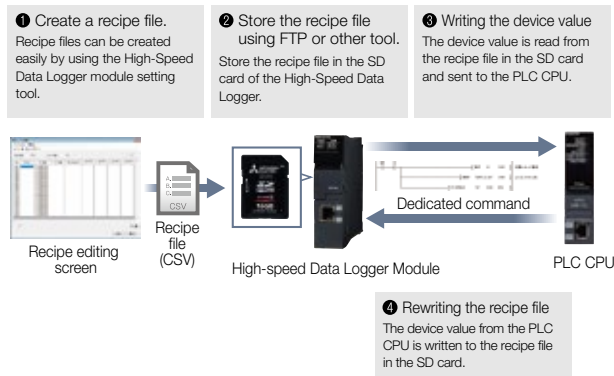 ❶ Create a recipe file.
Recipe files can be created
easily by using the High-Speed
Data Logger module setting
tool.
❷ Store the recipe file
using FTP or other tool.
Store the recipe file in the SD
card of the High-Speed Data
Logger.
❸ Writing the device value
The device value is read from
the recipe file in the SD card
and sent to the PLC CPU.
A.
B.
C.
CSV
Recipe editing
screen
Recipe
file
(CSV)
High-speed Data Logger Module
Dedicated command
PLC CPU
❹ Rewriting the recipe file
The device value from the PLC
CPU is written to the recipe file
in the SD card.